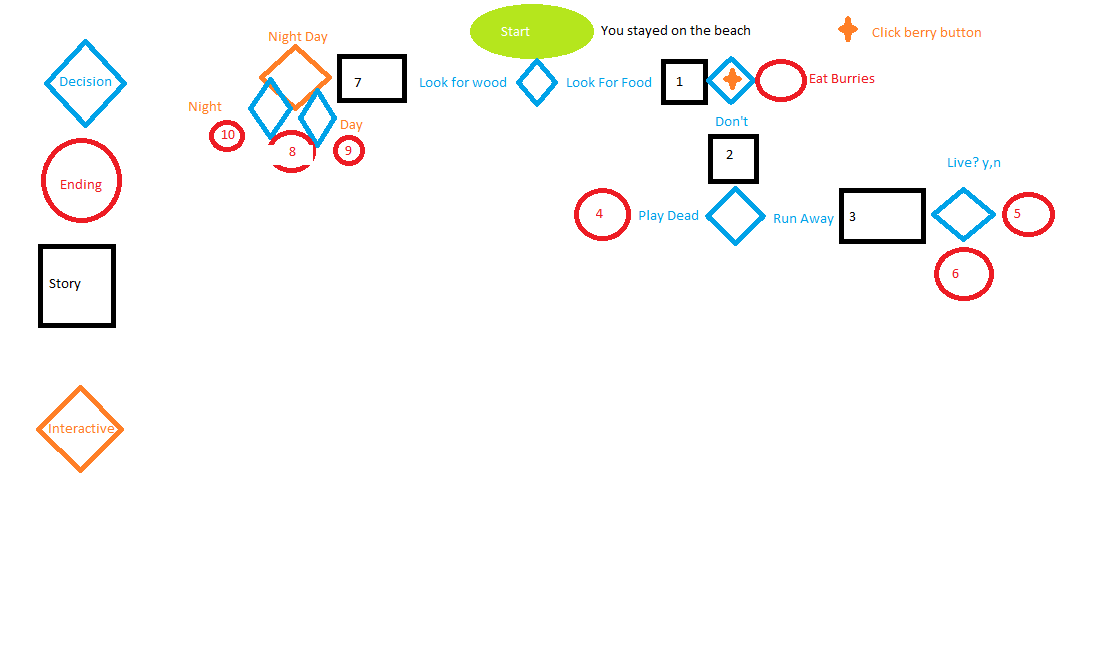 Start
You stayed on the beach
Click berry button
Night Day
Decision
7
Look for wood
Look For Food
1
Eat Burries
Night
10
Day
8
9
Don't
2
Live? y,n
Ending
4
Play Dead
Run Away
3
5
6
Story
Interactive